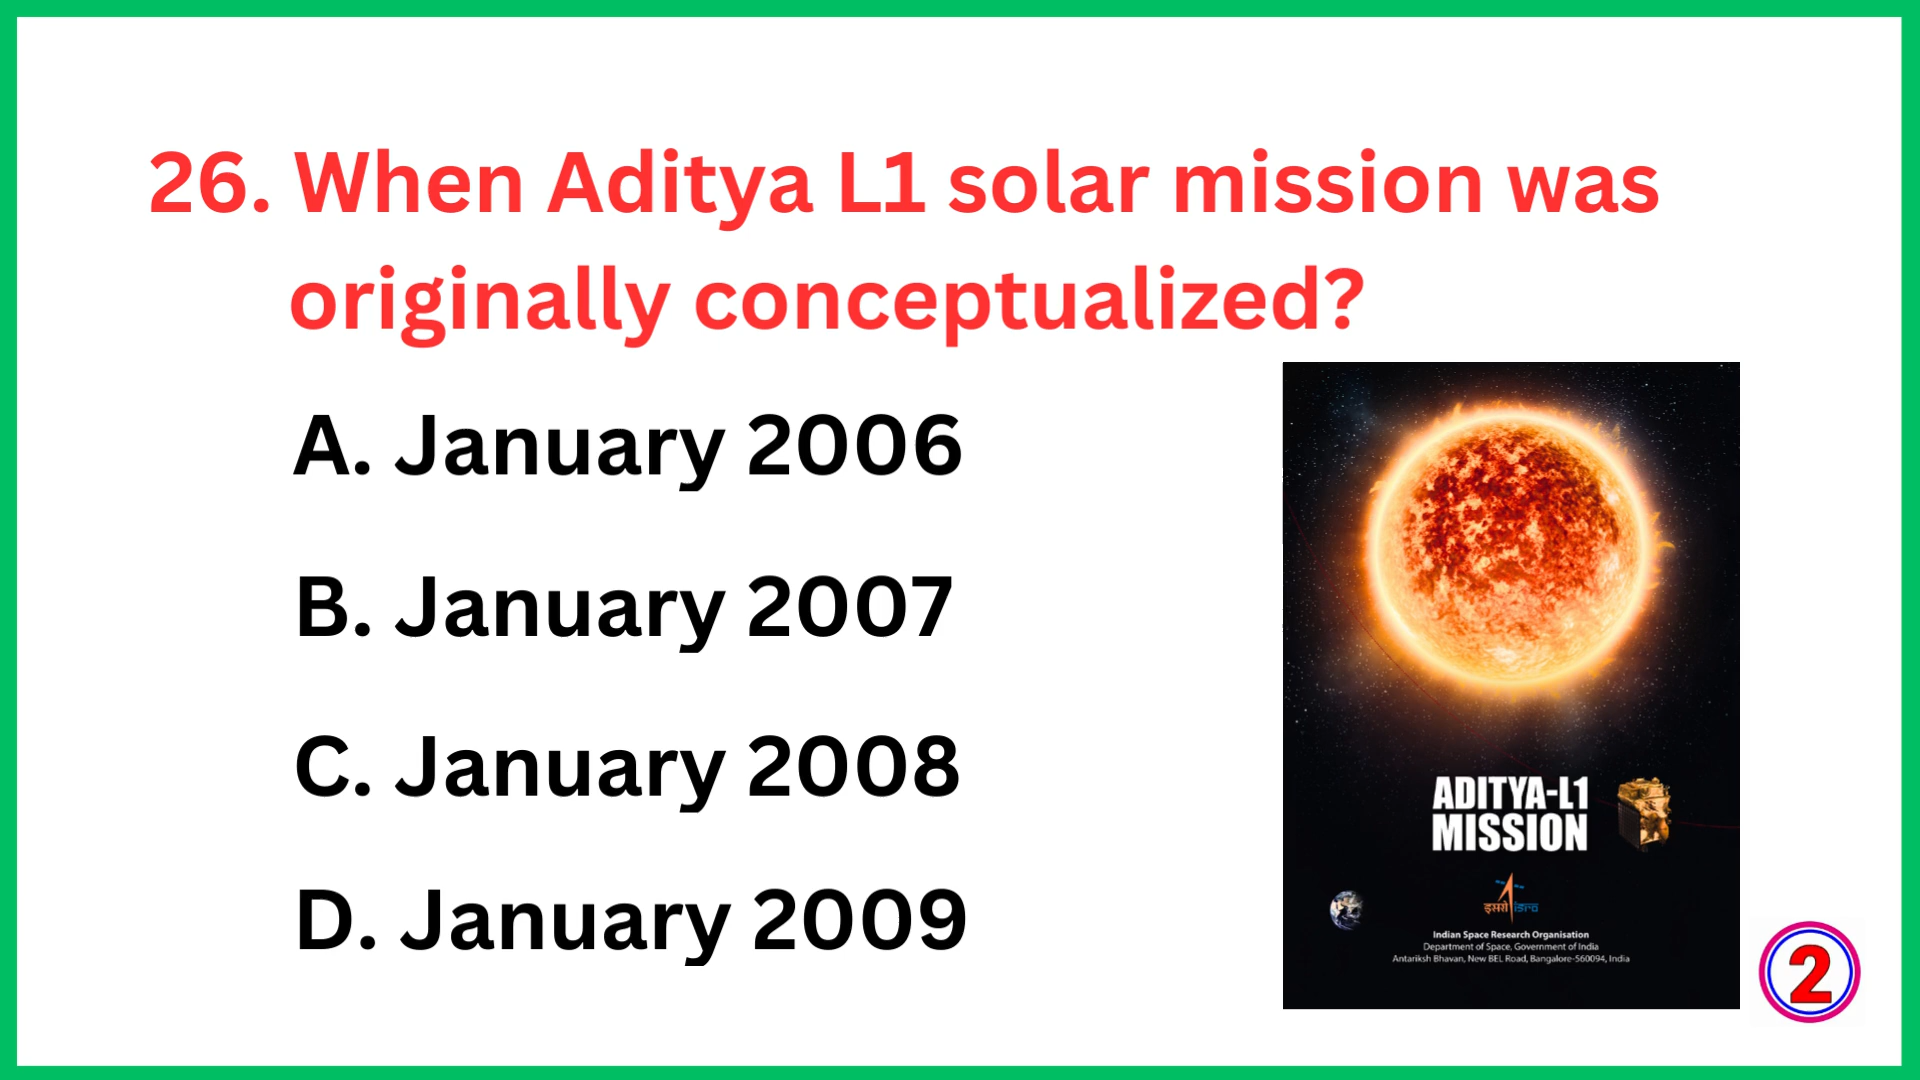 26. When Aditya L1 solar mission was
originally conceptualized?
A. January 2006
B. January 2007
C. January 2008
D. January 2009
ADITYA-L1
MISSION
इसरो isro
Indian Space Research Organisation
Department of Space, Government of India
Antariksh Bhavan, New BEL Road, Bangalore-560094, India
2